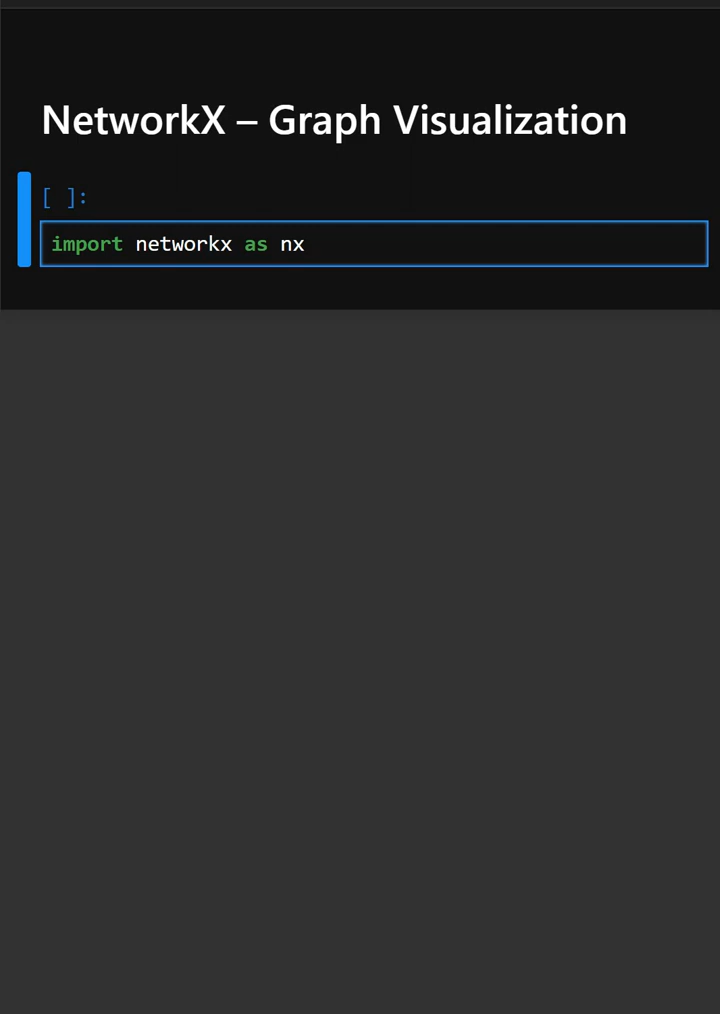 NetworkX – Graph Visualization
[ ]:
import networkx as nx